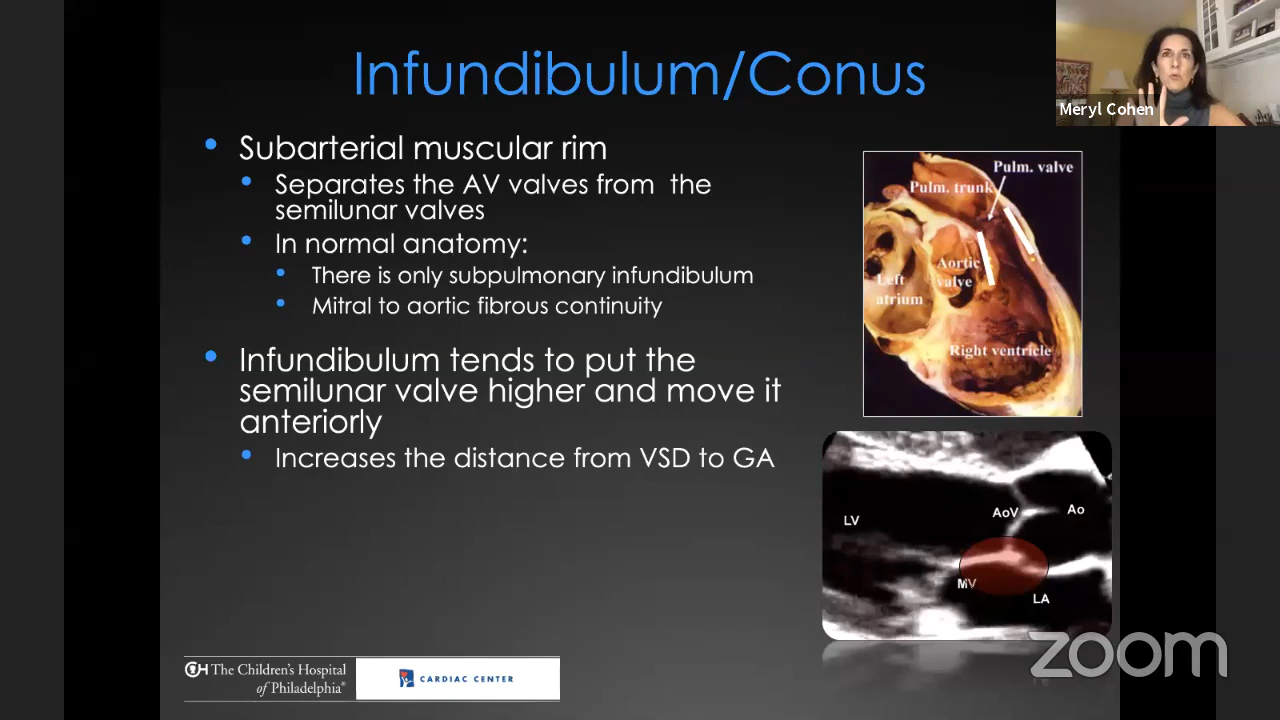 Infundibulum/Conus
Meryl Cohen
• Subarterial muscular rim
• Separates the AV valves from the
semilunar valves
• In normal anatomy:
• There is only subpulmonary infundibulum
• Mitral to aortic fibrous continuity
• Infundibulum tends to put the
semilunar valve higher and move it
anteriorly
• Increases the distance from VSD to GA
Pulm. valve
Pulm. trunk
Aortic
valve
Left
atrium
Right ventricle
LV
AoV
Ao
MV
LA
The Children's Hospital
of Philadelphia®
CARDIAC CENTER
zoom